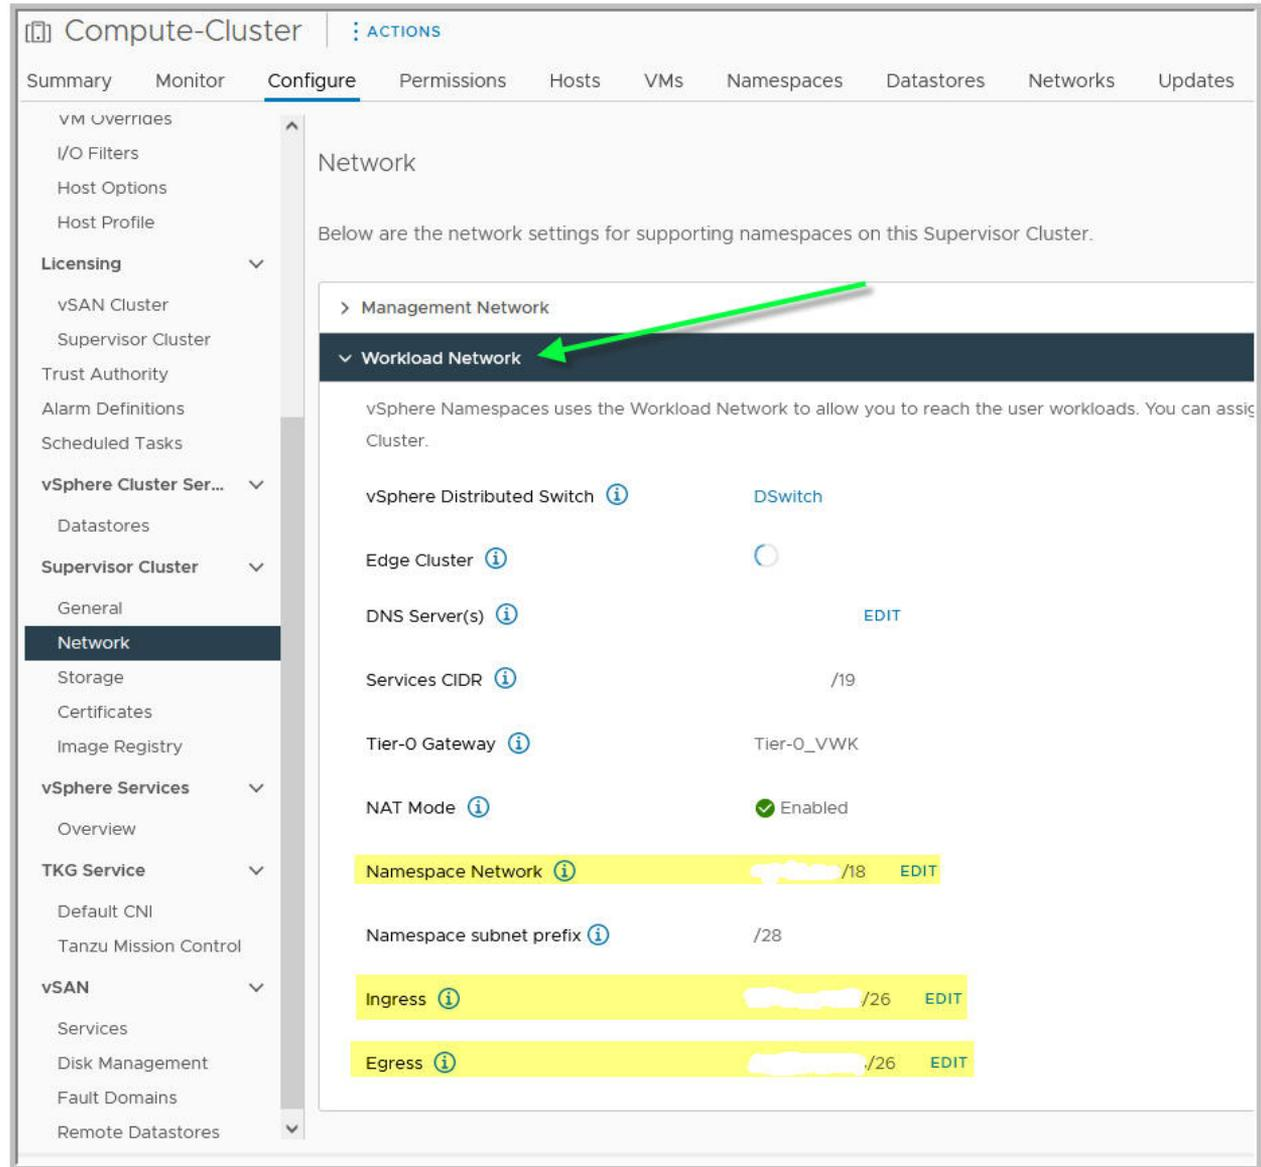 Compute-Cluster
ACTIONS
Summary Monitor Configure Permissions Hosts VMs Namespaces Datastores Networks Updates
VM Overrides
I/O Filters
Host Options
Host Profile
Licensing
vSAN Cluster
Supervisor Cluster
Trust Authority
Alarm Definitions
Scheduled Tasks
vSphere Cluster Ser...
Datastores
Supervisor Cluster
General
Network
Storage
Certificates
Image Registry
vSphere Services
Overview
TKG Service
Default CNI
Tanzu Mission Control
vSAN
Services
Disk Management
Fault Domains
Remote Datastores
Network
Below are the network settings for supporting namespaces on this Supervisor Cluster.
Management Network
Workload Network
vSphere Namespaces uses the Workload Network to allow you to reach the user workloads. You can assig
Cluster.
vSphere Distributed Switch DSwitch
Edge Cluster
DNS Server(s) EDIT
Services CIDR /19
Tier-0 Gateway Tier-0_VWK
NAT Mode Enabled
Namespace Network /18 EDIT
Namespace subnet prefix /28
Ingress /26 EDIT
Egress /26 EDIT